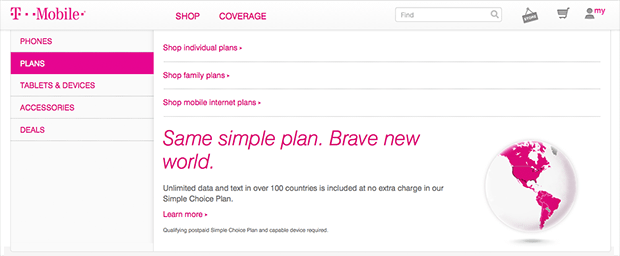 T··Mobile·
SHOP
COVERAGE
Find
STORE
my
PHONES
PLANS
TABLETS & DEVICES
ACCESSORIES
DEALS
Shop individual plans ▸
Shop family plans ▸
Shop mobile internet plans ▸
Same simple plan. Brave new
world.
Unlimited data and text in over 100 countries is included at no extra charge in our
Simple Choice Plan.
Learn more ▸
Qualifying postpaid Simple Choice Plan and capable device required.